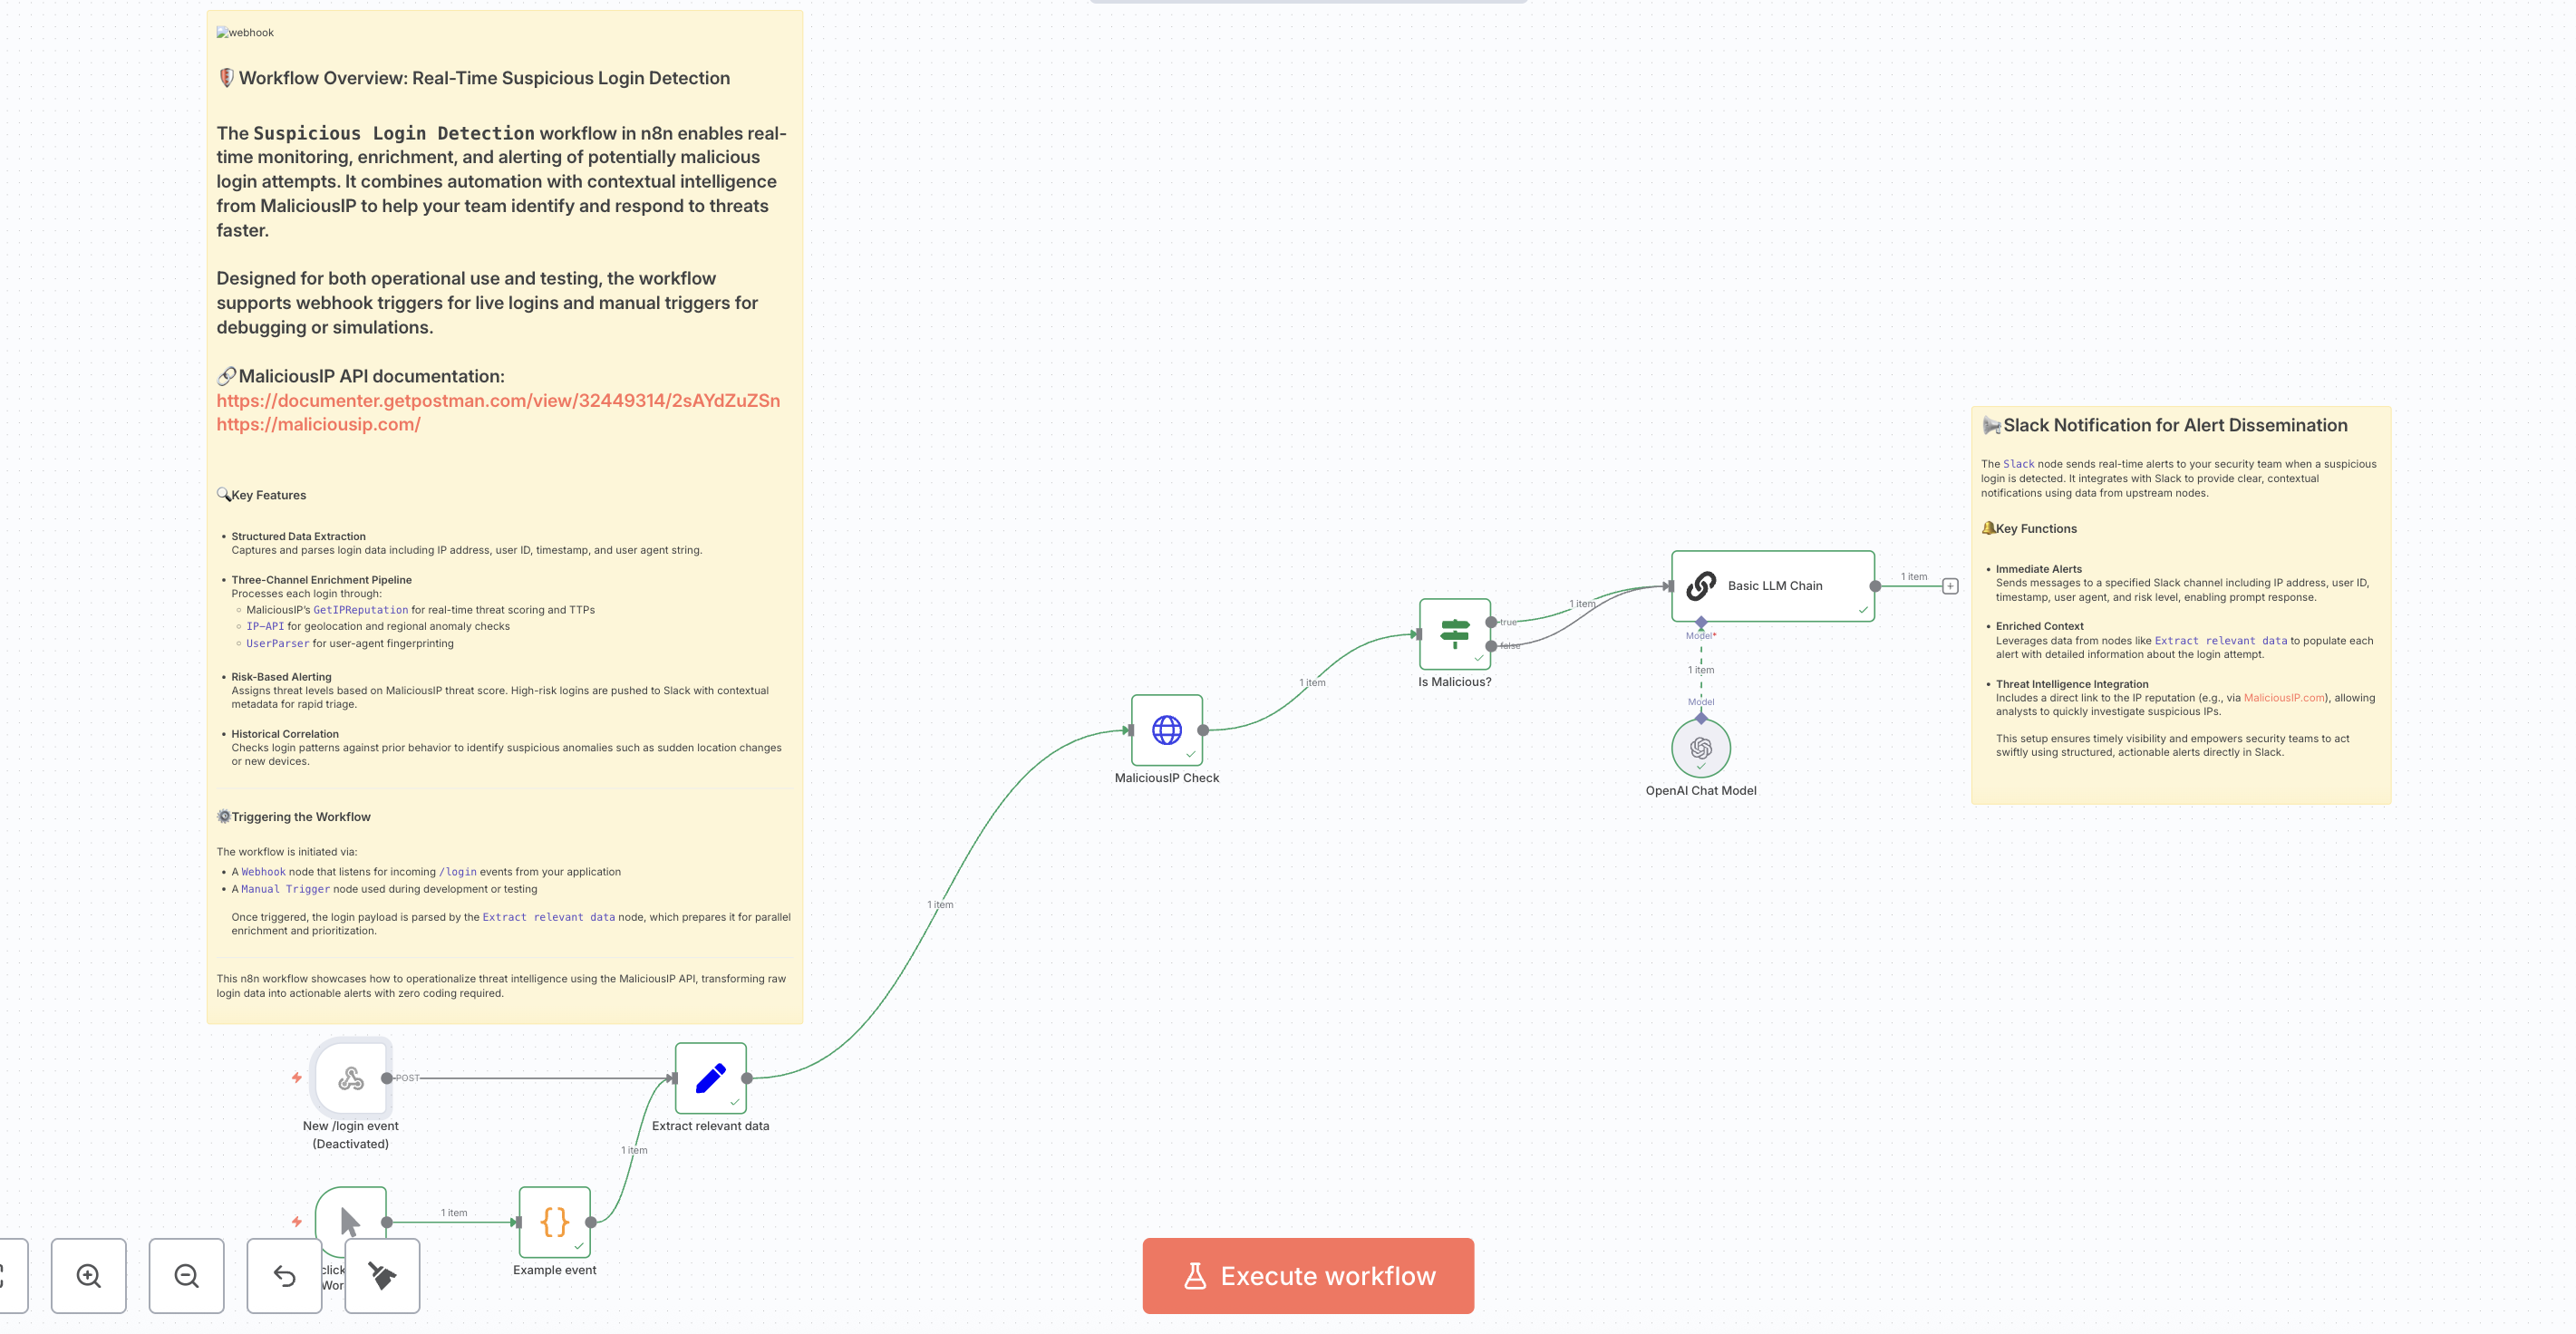 webhook
🛡️Workflow Overview: Real-Time Suspicious Login Detection
The Suspicious Login Detection workflow in n8n enables real-
time monitoring, enrichment, and alerting of potentially malicious
login attempts. It combines automation with contextual intelligence
from MaliciousIP to help your team identify and respond to threats
faster.
Designed for both operational use and testing, the workflow
supports webhook triggers for live logins and manual triggers for
debugging or simulations.
🔗MaliciousIP API documentation:
https://documenter.getpostman.com/view/32449314/2sAYdZuZSn
https://maliciousip.com/
🔍Key Features
• Structured Data Extraction
Captures and parses login data including IP address, user ID, timestamp, and user agent string.
• Three-Channel Enrichment Pipeline
Processes each login through:
◦ MaliciousIP's GetIPReputation for real-time threat scoring and TTPs
◦ IP-API for geolocation and regional anomaly checks
◦ UserParser for user-agent fingerprinting
• Risk-Based Alerting
Assigns threat levels based on MaliciousIP threat score. High-risk logins are pushed to Slack with contextual
metadata for rapid triage.
• Historical Correlation
Checks login patterns against prior behavior to identify suspicious anomalies such as sudden location changes
or new devices.
⚙️Triggering the Workflow
The workflow is initiated via:
• A Webhook node that listens for incoming /login events from your application
• A Manual Trigger node used during development or testing
Once triggered, the login payload is parsed by the Extract relevant data node, which prepares it for parallel
enrichment and prioritization.
This n8n workflow showcases how to operationalize threat intelligence using the MaliciousIP API, transforming raw
login data into actionable alerts with zero coding required.
POST
New /login event
(Deactivated)
Extract relevant data
1 item
1 item
Example event
click
Wor
1 item
MaliciousIP Check
1 item
true
false
Is Malicious?
1 item
Basic LLM Chain
1 item
Model*
1 item
Model
OpenAI Chat Model
📢Slack Notification for Alert Dissemination
The Slack node sends real-time alerts to your security team when a suspicious
login is detected. It integrates with Slack to provide clear, contextual
notifications using data from upstream nodes.
🔔Key Functions
• Immediate Alerts
Sends messages to a specified Slack channel including IP address, user ID,
timestamp, user agent, and risk level, enabling prompt response.
• Enriched Context
Leverages data from nodes like Extract relevant data to populate each
alert with detailed information about the login attempt.
• Threat Intelligence Integration
Includes a direct link to the IP reputation (e.g., via MaliciousIP.com), allowing
analysts to quickly investigate suspicious IPs.
This setup ensures timely visibility and empowers security teams to act
swiftly using structured, actionable alerts directly in Slack.
Execute workflow